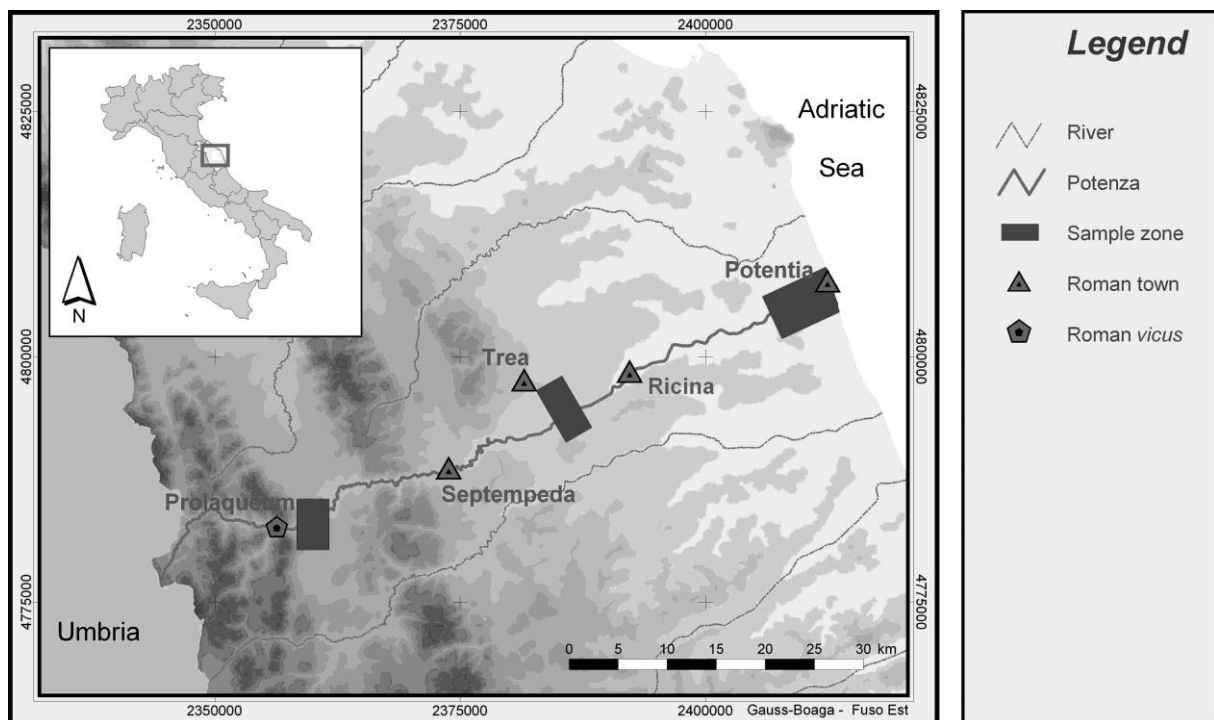 2350000
2375000
2400000
4825000
4825000
Adriatic
Sea
N
Potentia
4800000
4800000
Trea
Ricina
Septempeda
Prolaqueum
4775000
4775000
Umbria
0 5 10 15 20 25 30 km
2350000
2375000
2400000
Gauss-Boaga - Fuso Est
Legend
River
Potenza
Sample zone
Roman town
Roman vicus